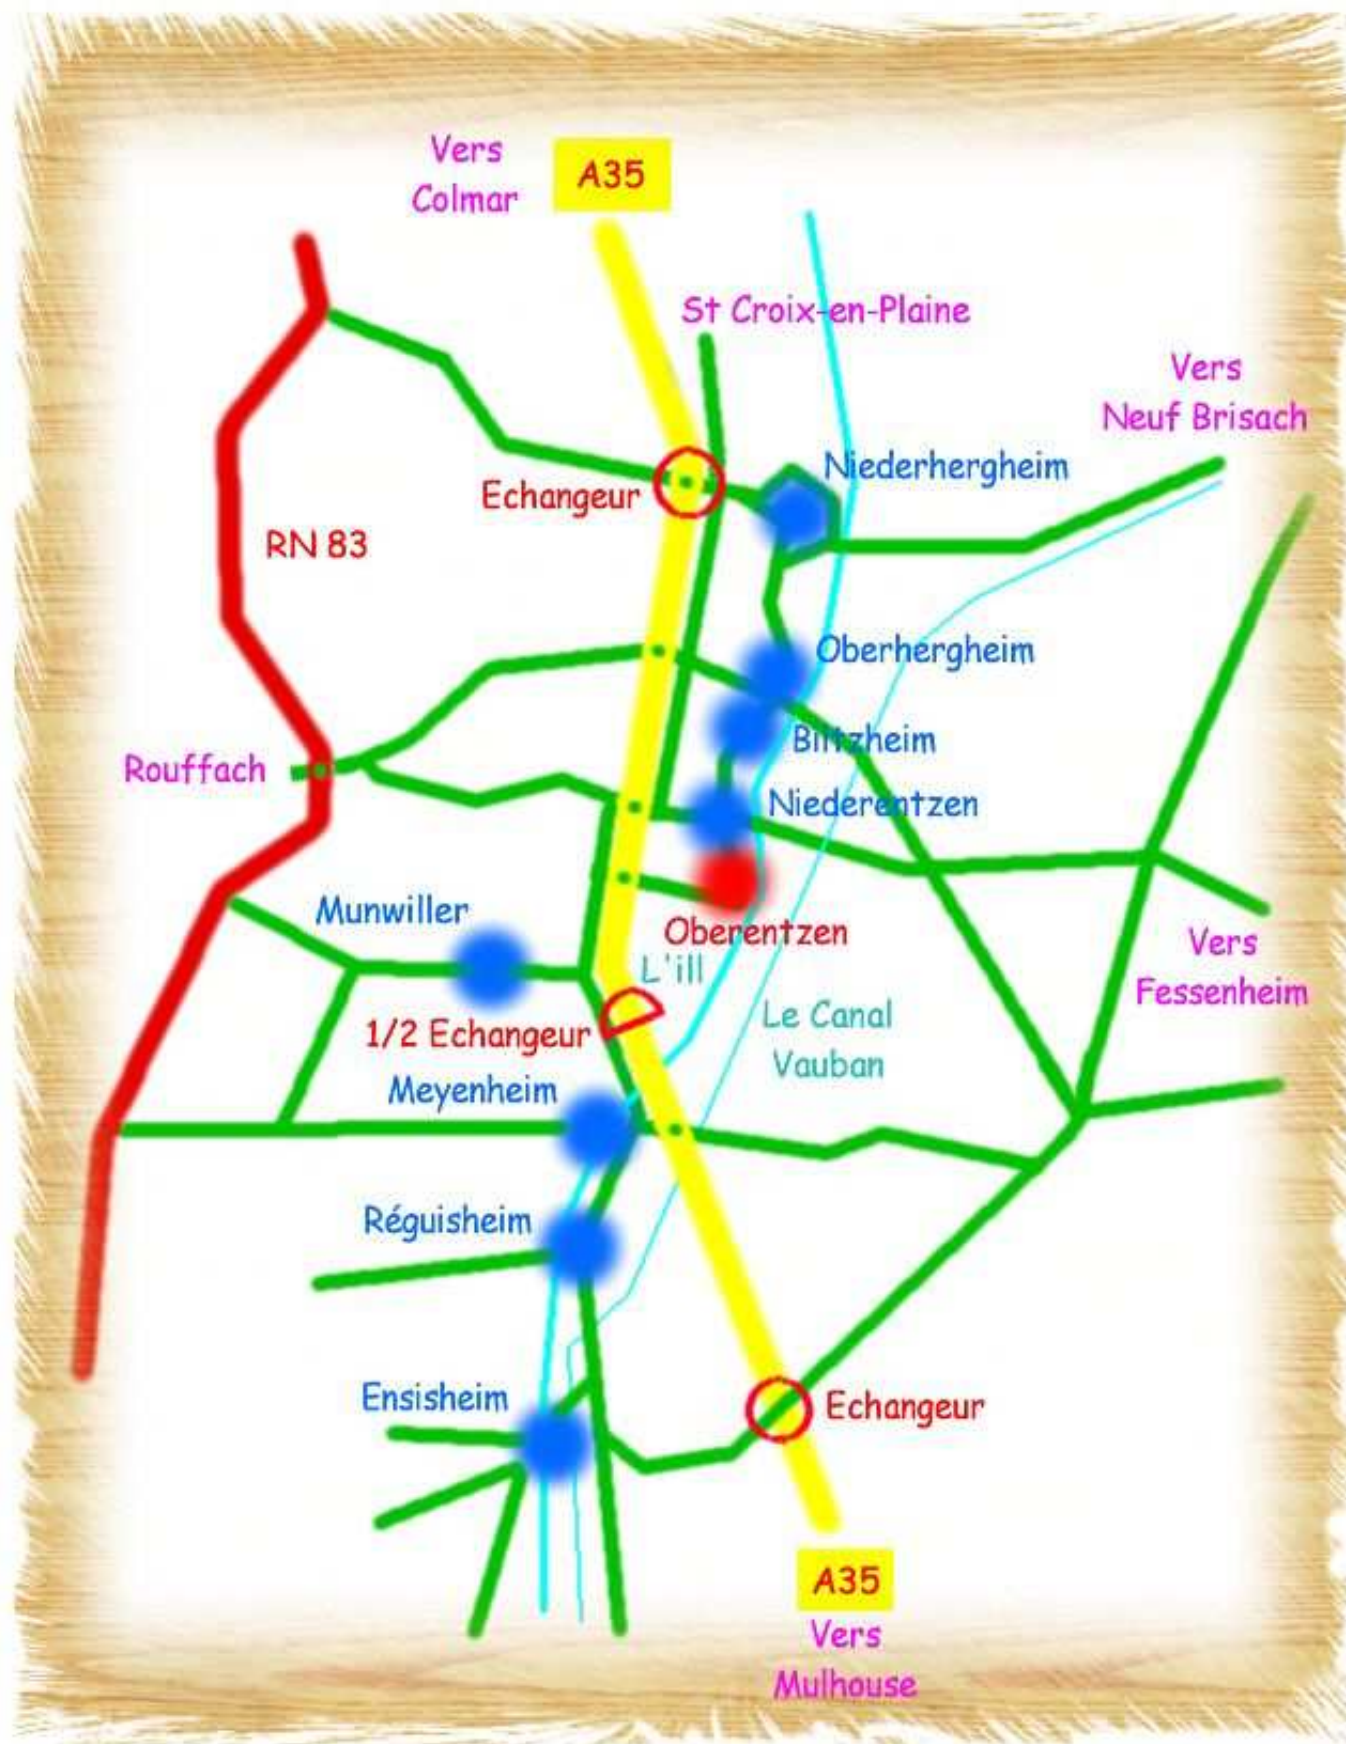 Vers
Colmar
A35
St Croix-en-Plaine
Vers
Neuf Brisach
Niederhergheim
Echangeur
RN 83
Oberhergheim
Biltzheim
Rouffach
Niederentzen
Munwiller
Oberentzen
Vers
Fessenheim
L'ill
Le Canal
Vauban
1/2 Echangeur
Meyenheim
Réguisheim
Ensisheim
Echangeur
A35
Vers
Mulhouse